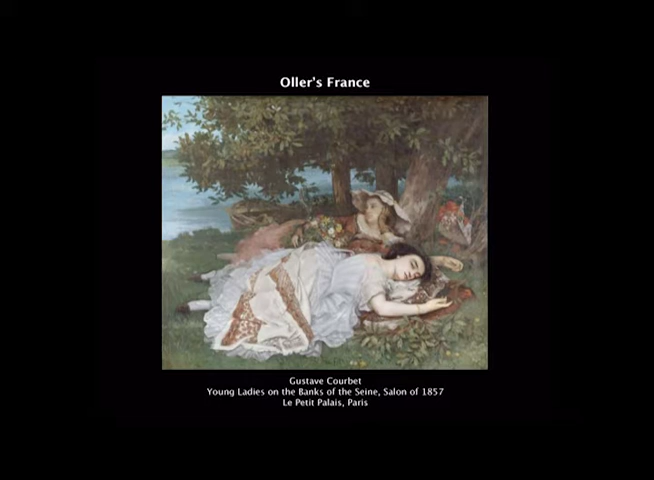 Oller's France
Gustave Courbet
Young Ladies on the Banks of the Seine, Salon of 1857
Le Petit Palais, Paris